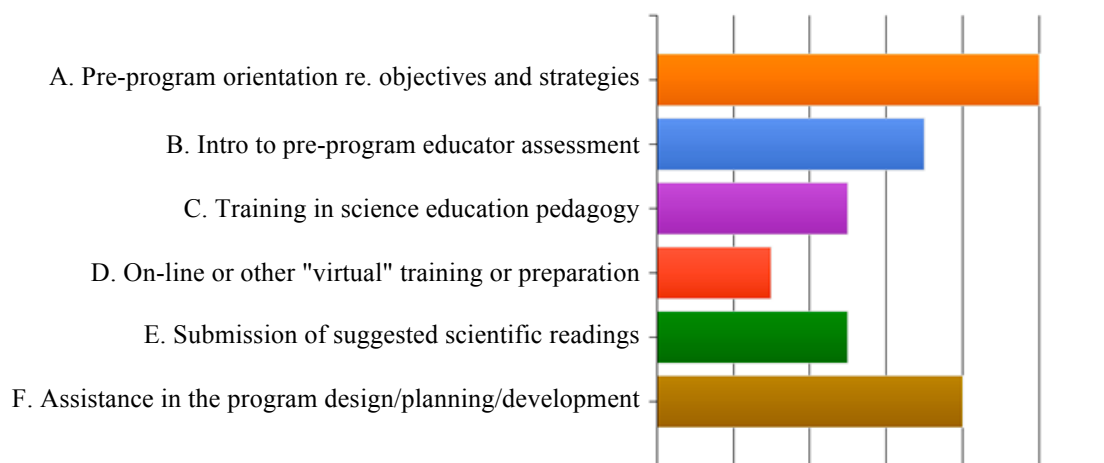 A. Pre-program orientation re. objectives and strategies
B. Intro to pre-program educator assessment
C. Training in science education pedagogy
D. On-line or other "virtual" training or preparation
E. Submission of suggested scientific readings
F. Assistance in the program design/planning/development